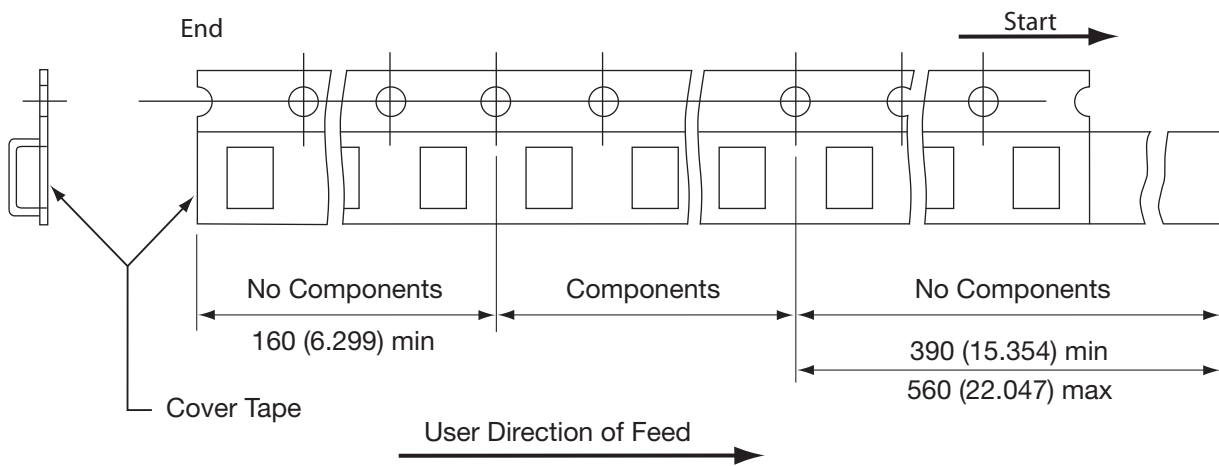 End
Start
No Components
Components
No Components
160 (6.299) min
390 (15.354) min
560 (22.047) max
Cover Tape
User Direction of Feed